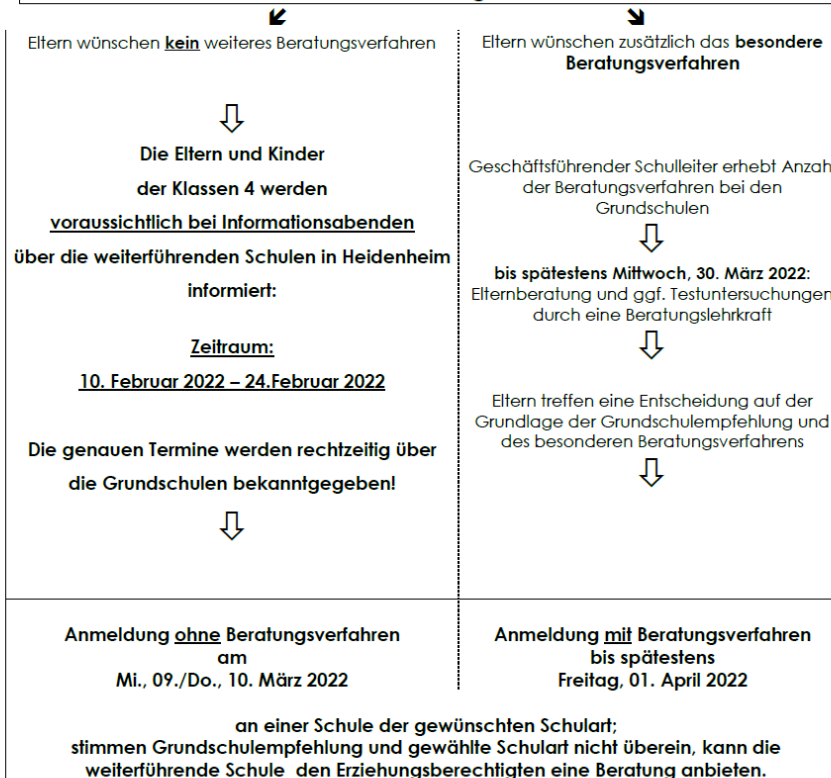 Eltern wünschen kein weiteres Beratungsverfahren
Die Eltern und Kinder
der Klassen 4 werden
voraussichtlich bei Informationsabenden
über die weiterführenden Schulen in Heidenheim
informiert:
Zeitraum:
10. Februar 2022 – 24.Februar 2022
Die genauen Termine werden rechtzeitig über
die Grundschulen bekanntgegeben!
Eltern wünschen zusätzlich das besondere
Beratungsverfahren
Geschäftsführender Schulleiter erhebt Anzah
der Beratungsverfahren bei den
Grundschulen
bis spätestens Mittwoch, 30. März 2022:
Elternberatung und ggf. Testuntersuchungen
durch eine Beratungslehrkraft
Eltern treffen eine Entscheidung auf der
Grundlage der Grundschulempfehlung und
des besonderen Beratungsverfahrens
Anmeldung ohne Beratungsverfahren
am
Mi., 09./Do., 10. März 2022
Anmeldung mit Beratungsverfahren
bis spätestens
Freitag, 01. April 2022
an einer Schule der gewünschten Schulart;
stimmen Grundschulempfehlung und gewählte Schulart nicht überein, kann die
weiterführende Schule den Erziehungsberechtigten eine Beratung anbieten.